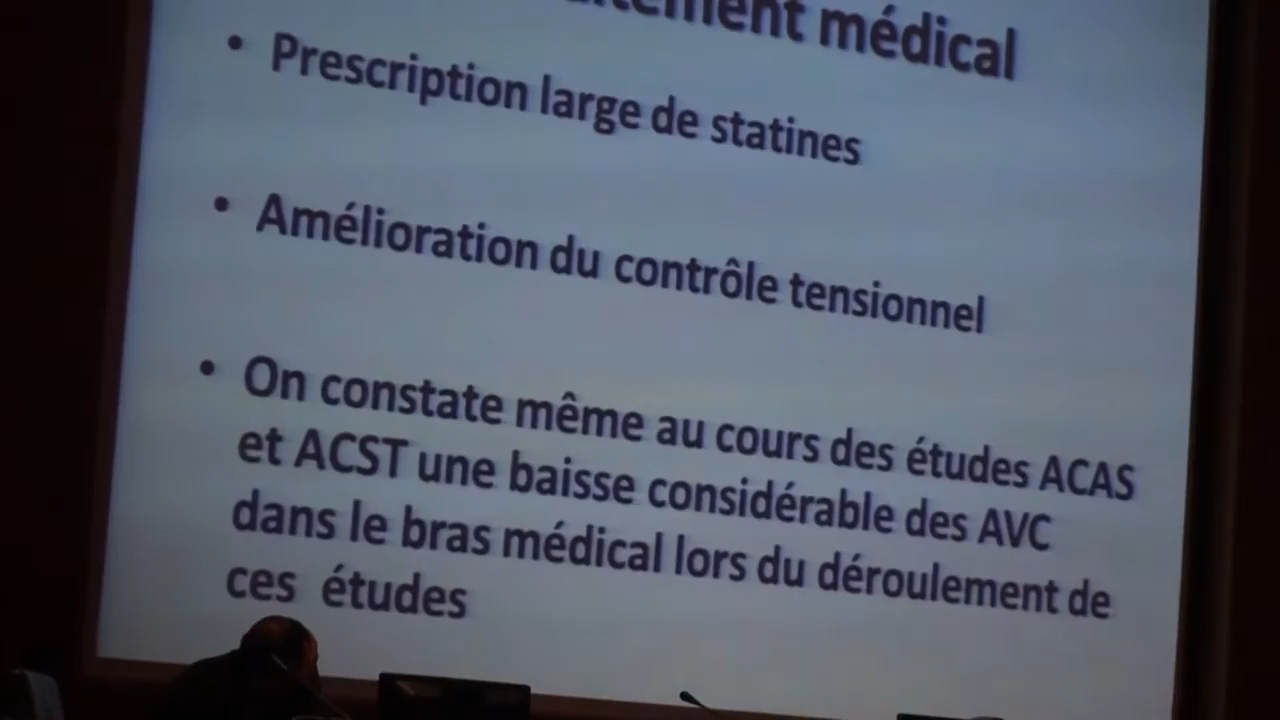 médical
• Prescription large de statines
• Amélioration du contrôle tensionnel
• On constate même au cours des études ACAS
et ACST une baisse considérable des AVC
dans le bras médical lors du déroulement de
ces études